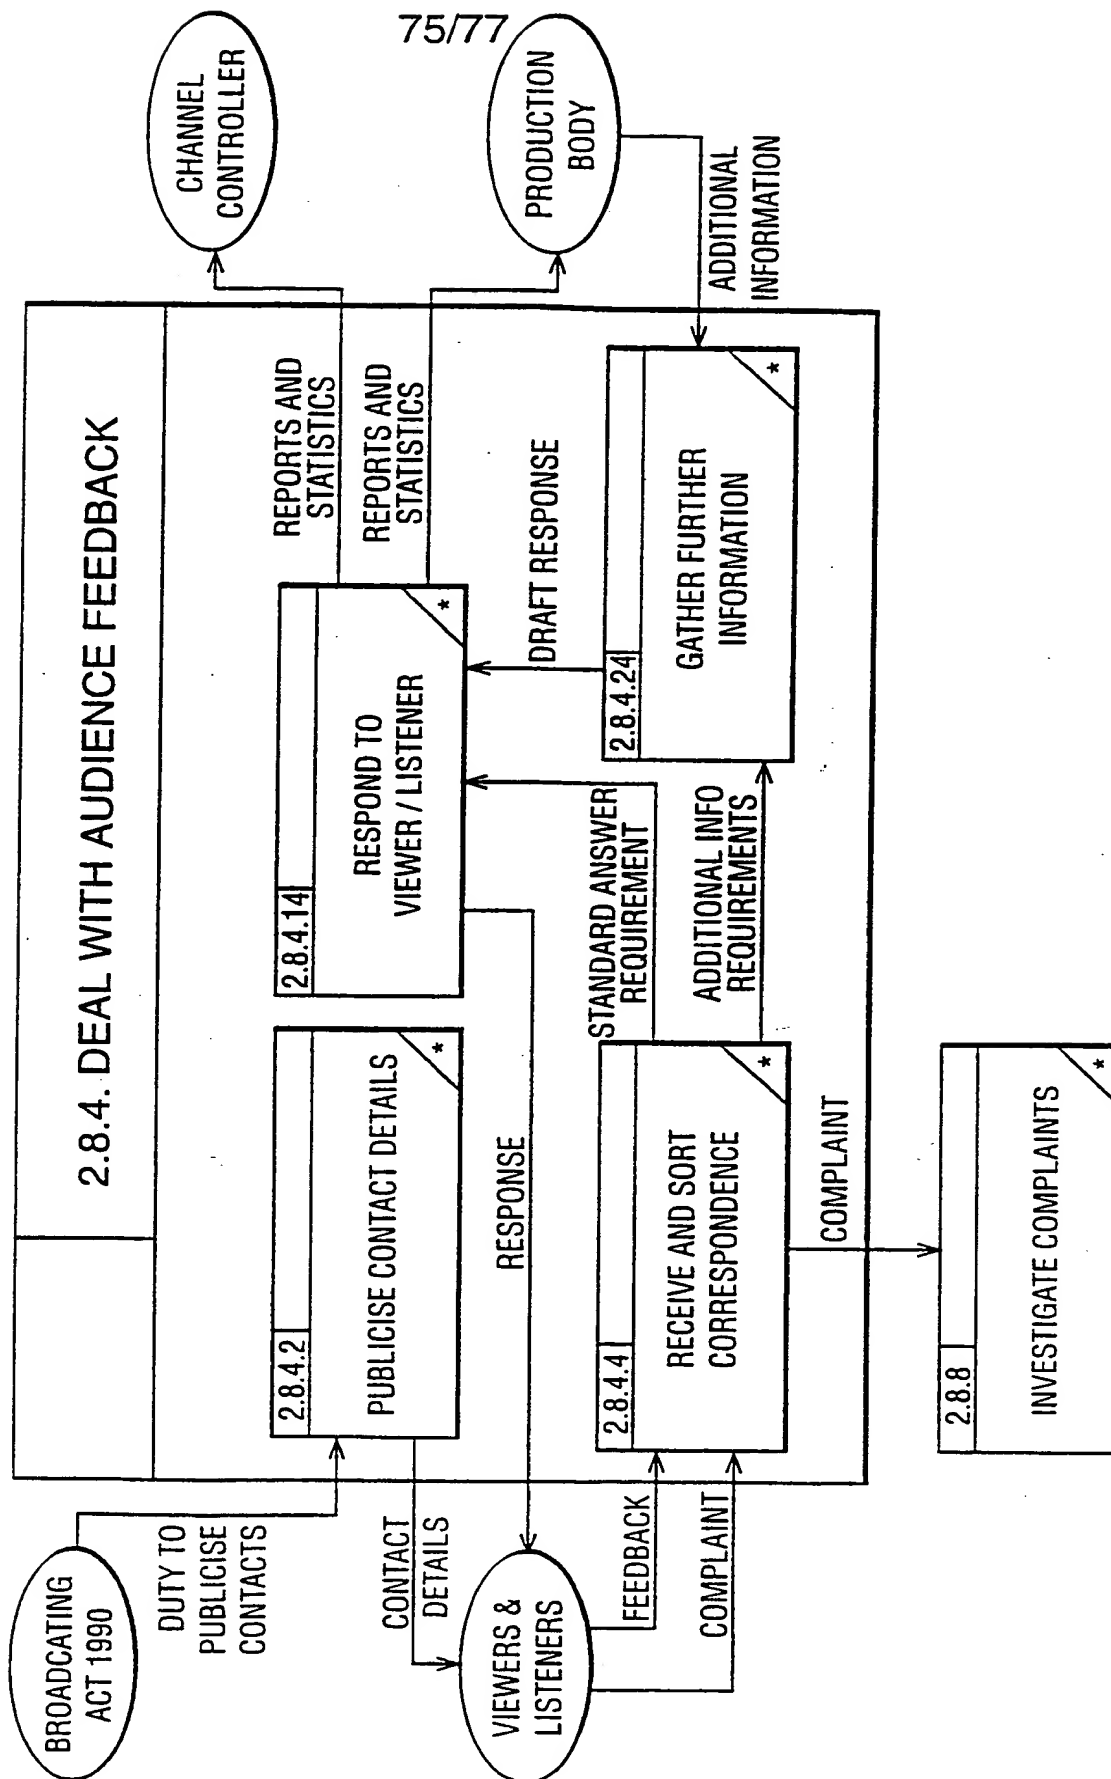 75/77
2.8.4. DEAL WITH AUDIENCE FEEDBACK
BROADCATING
ACT 1990
DUTY TO
PUBLICISE
CONTACTS
CONTACT
DETAILS
2.8.4.2
PUBLICISE CONTACT DETAILS
*
2.8.4.14
RESPOND TO
VIEWER / LISTENER
*
REPORTS AND
STATISTICS
REPORTS AND
STATISTICS
CHANNEL
CONTROLLER
PRODUCTION
BODY
RESPONSE
DRAFT RESPONSE
ADDITIONAL
INFORMATION
VIEWERS &
LISTENERS
FEEDBACK
COMPLAINT
2.8.4.4
RECEIVE AND SORT
CORRESPONDENCE
*
STANDARD ANSWER
REQUIREMENT
ADDITIONAL INFO
REQUIREMENTS
2.8.4.24
GATHER FURTHER
INFORMATION
*
COMPLAINT
2.8.8
INVESTIGATE COMPLAINTS
*